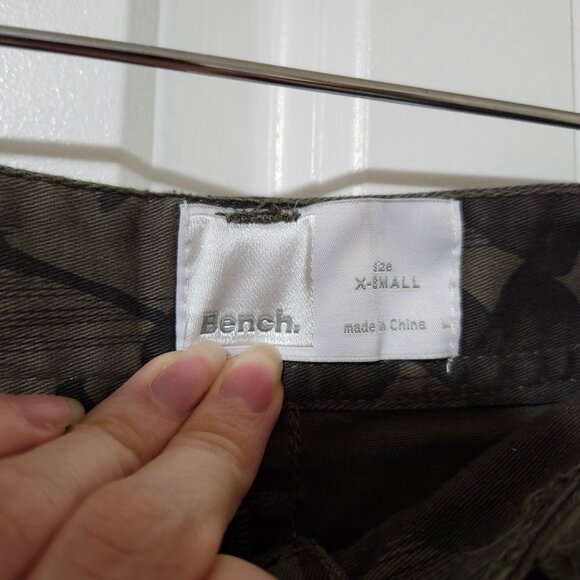 Bench.
size
X-SMALL
made in China